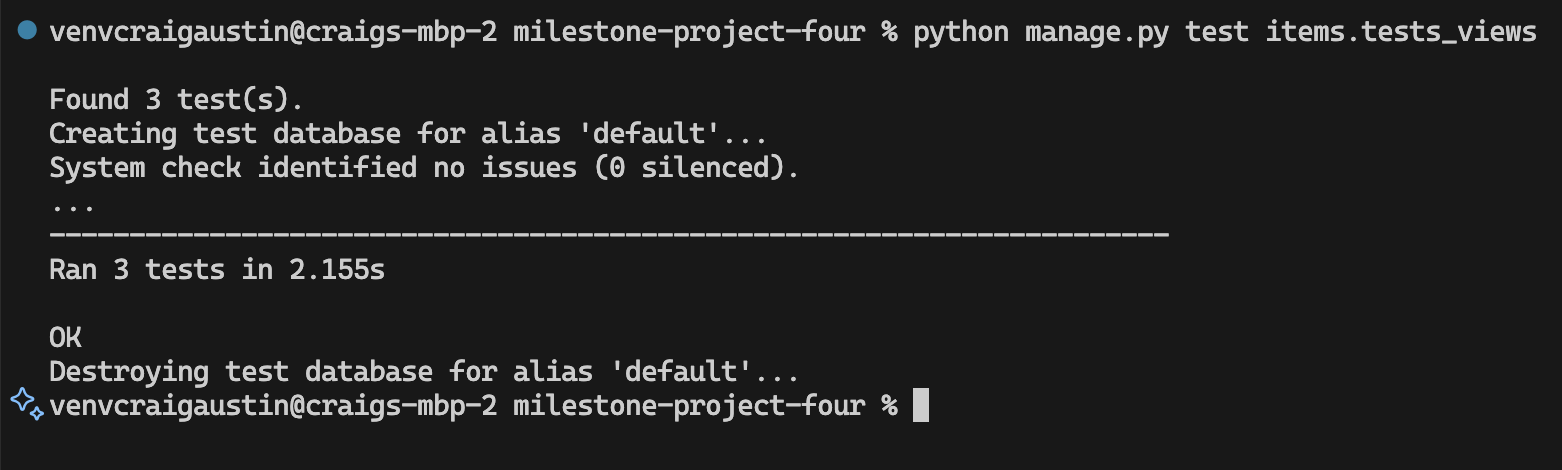 venvcraigaustin@craigs-mbp-2 milestone-project-four % python manage.py test items.tests_views
Found 3 test(s).
Creating test database for alias 'default'...
System check identified no issues (0 silenced).
...
----------------------------------------------------------------------
Ran 3 tests in 2.155s
OK
Destroying test database for alias 'default'...
venvcraigaustin@craigs-mbp-2 milestone-project-four %